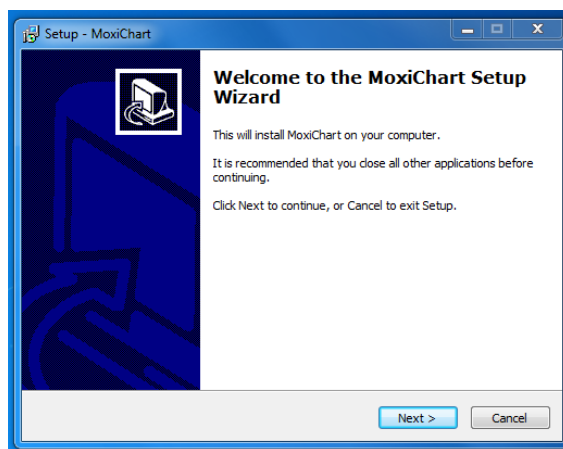 Setup - MoxiChart
Welcome to the MoxiChart Setup
Wizard
This will install MoxiChart on your computer.
It is recommended that you close all other applications before
continuing.
Click Next to continue, or Cancel to exit Setup.
Next >
Cancel